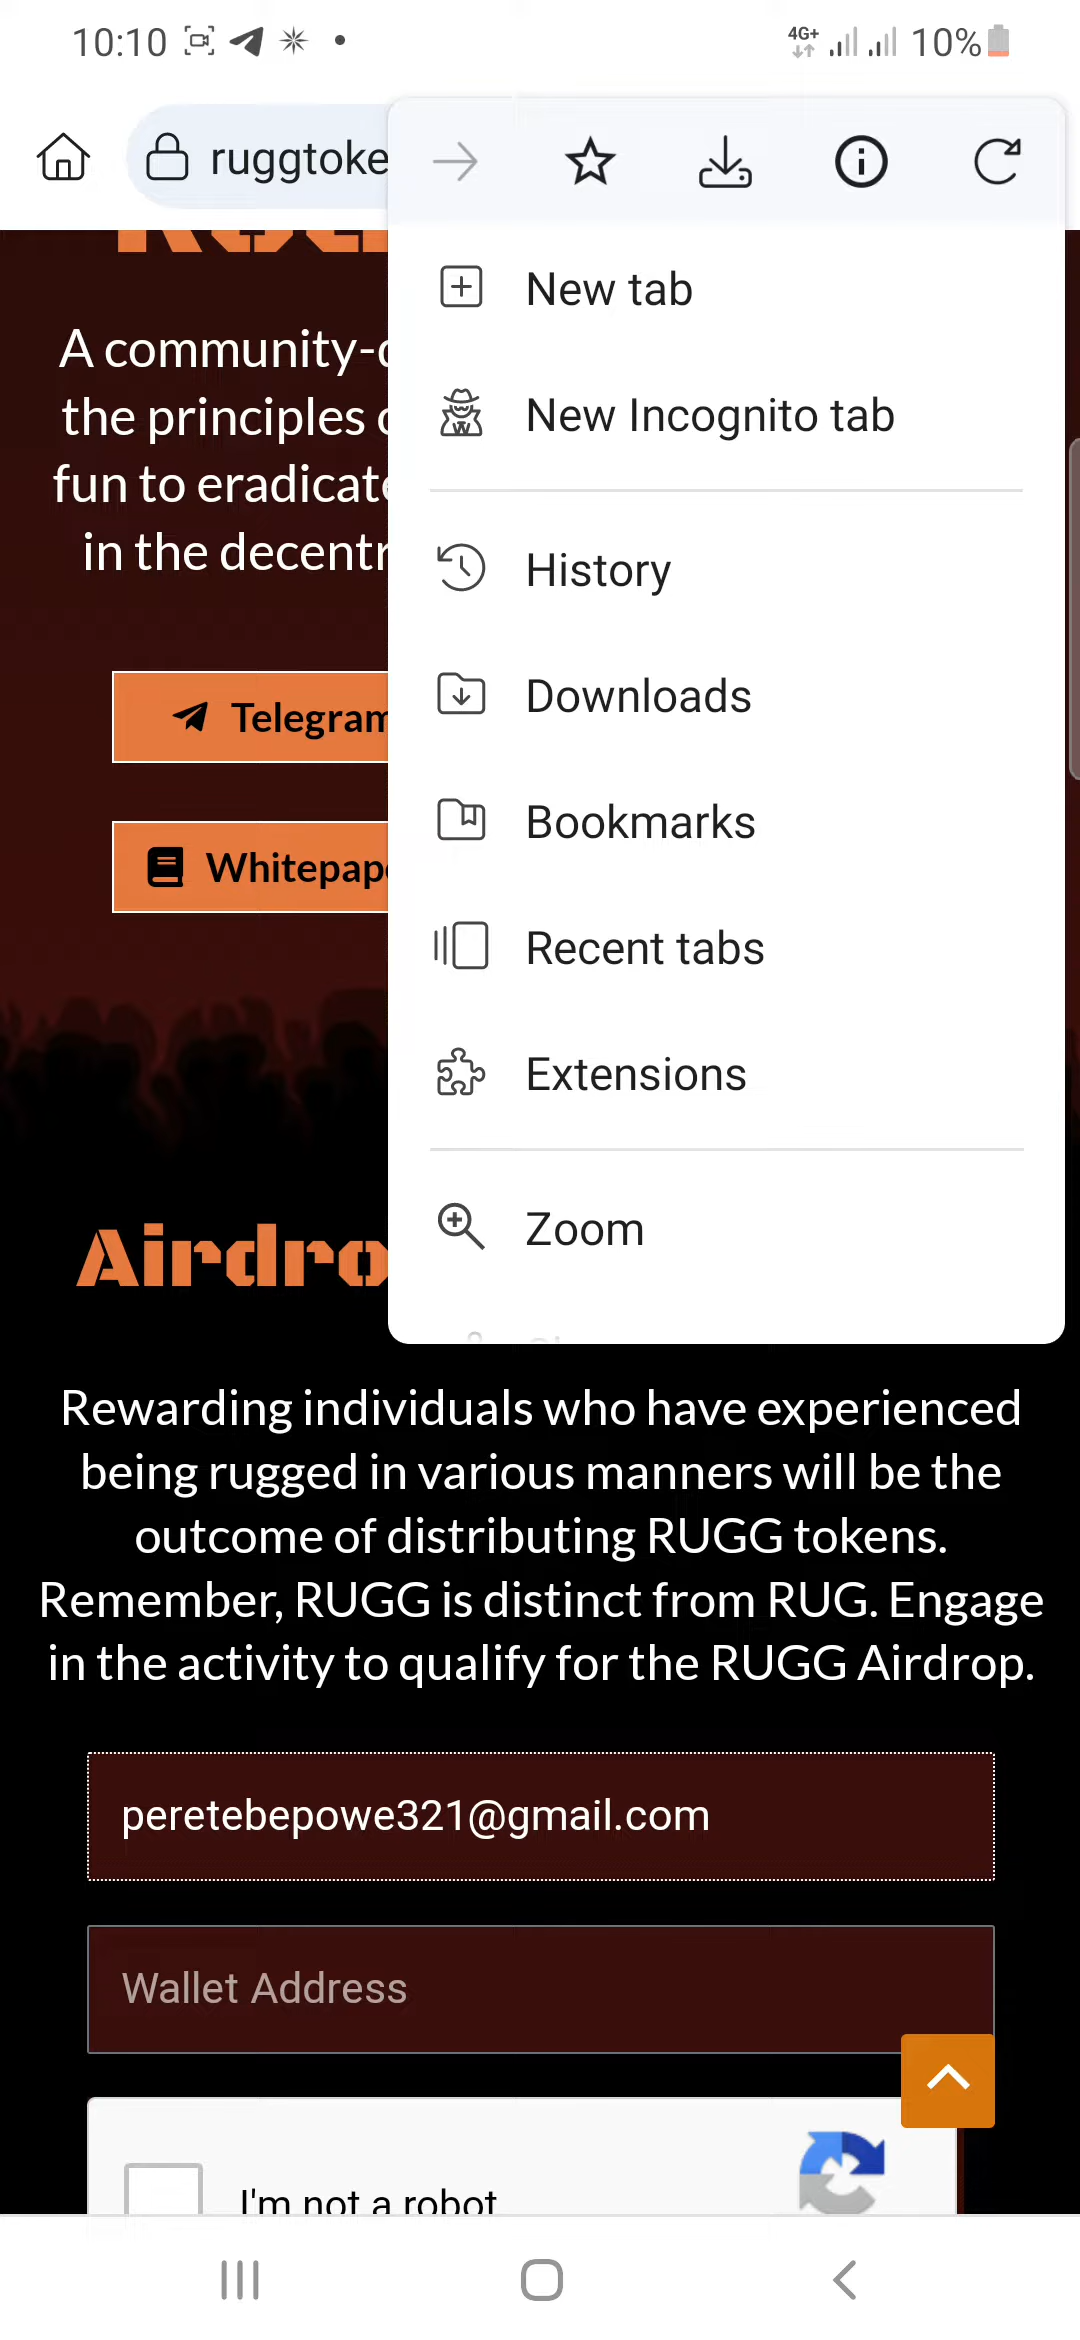 10:10
4G+ 10%
ruggtoke
New tab
New Incognito tab
History
Downloads
Bookmarks
Recent tabs
Extensions
Zoom
A community-
the principles
fun to eradicate
in the decentr
Telegram
Whitepape
Airdro
Rewarding individuals who have experienced
being rugged in various manners will be the
outcome of distributing RUGG tokens.
Remember, RUGG is distinct from RUG. Engage
in the activity to qualify for the RUGG Airdrop.
peretebepowe321@gmail.com
Wallet Address
I'm not a robot